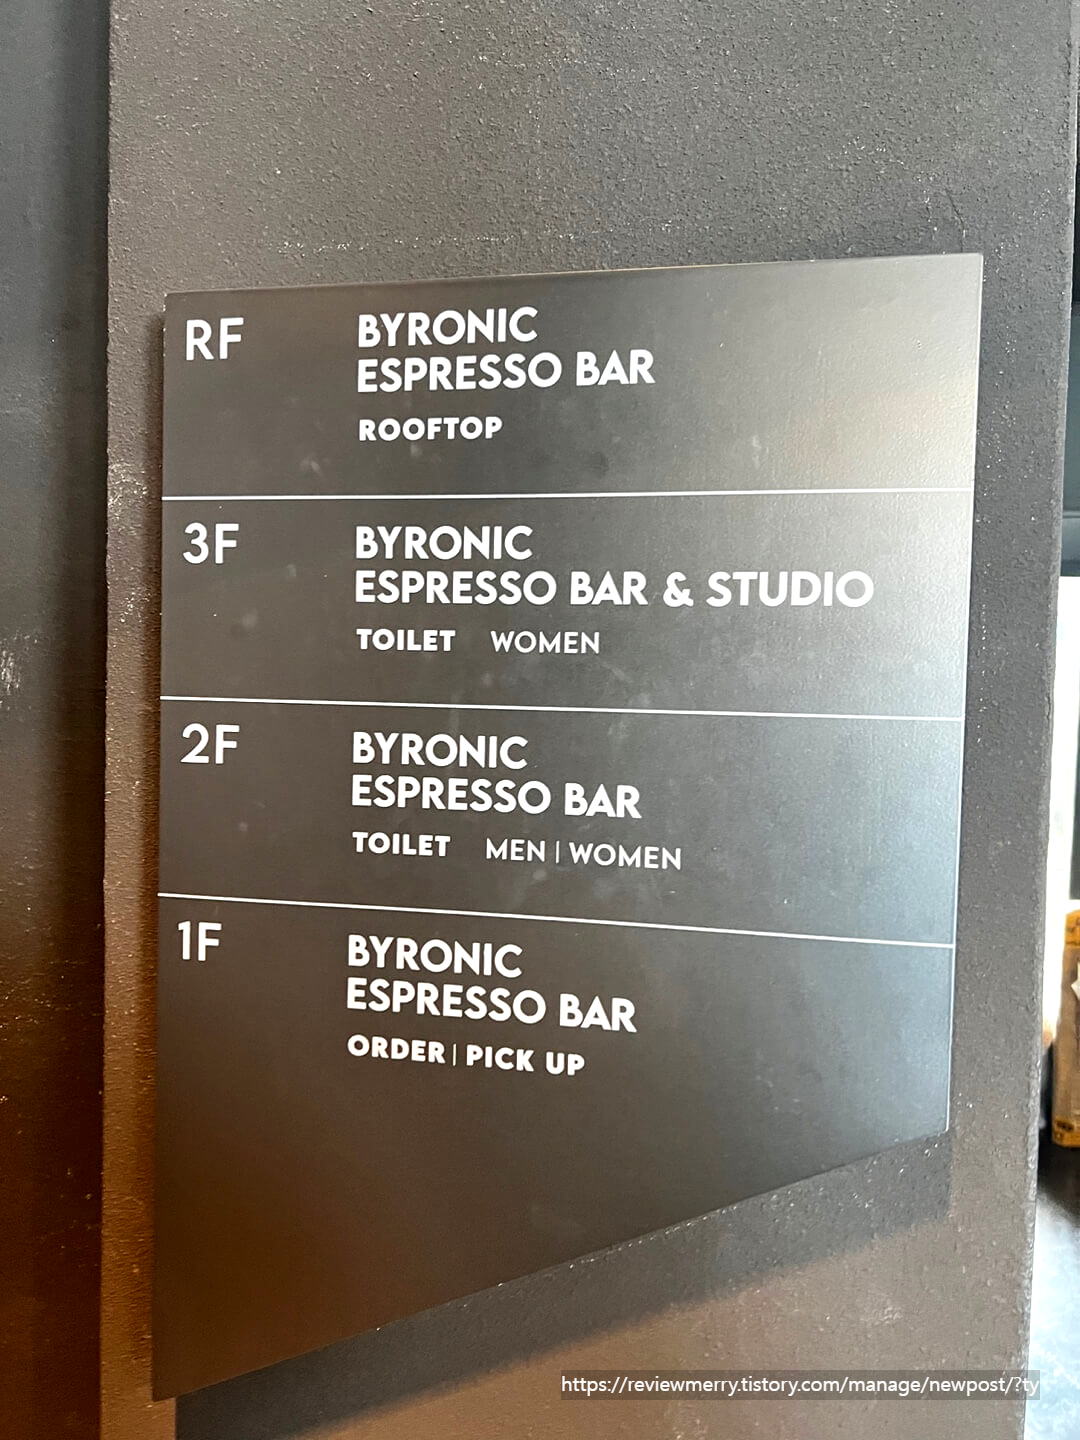 RF
BYRONIC
ESPRESSO BAR
ROOFTOP
3F
BYRONIC
ESPRESSO BAR & STUDIO
TOILET WOMEN
2F
BYRONIC
ESPRESSO BAR
TOILET MEN | WOMEN
1F
BYRONIC
ESPRESSO BAR
ORDER | PICK UP
https://reviewmerry.tistory.com/manage/newpost/?ty